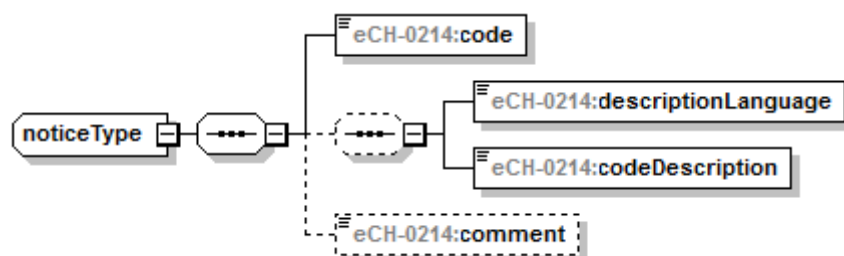 eCH-0214:code
eCH-0214:descriptionLanguage
noticeType
eCH-0214:codeDescription
eCH-0214:comment